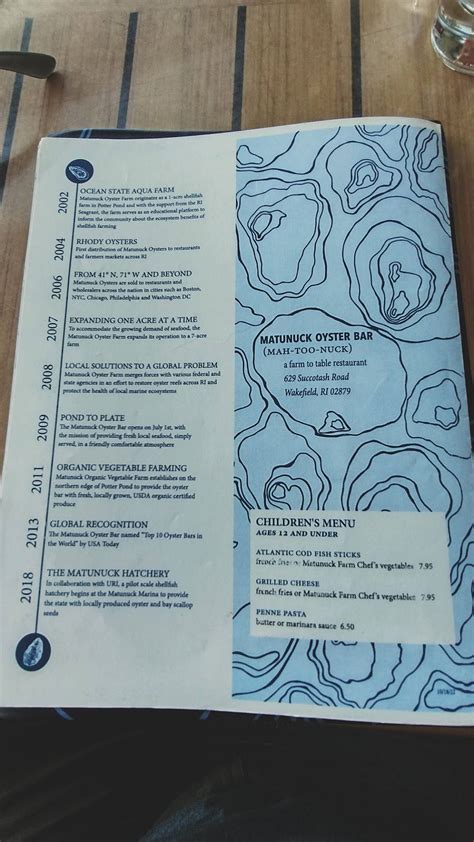 2002
OCEAN STATE AQUA FARM
Matunuck Oyster Farm originates as a 1-acre shellfish
farm in Potter Pond and with the support from the RI
Seagrant, the farm serves as an educational platform to
inform the community about the ecosystem benefits of
shellfish farming
2004
RHODY OYSTERS
First distribution of Matunuck Oysters to restaurants
and farmers markets across RI
2006
FROM 41° N, 71° W AND BEYOND
Matunuck Oysters are sold to restaurants and
wholesalers across the nation in cities such as Boston,
NYC, Chicago, Philadelphia and Washington DC
2007
EXPANDING ONE ACRE AT A TIME
To accommodate the growing demand of seafood, the
Matunuck Oyster Farm expands its operation to a 7-acre
farm
2008
LOCAL SOLUTIONS TO A GLOBAL PROBLEM
Matunuck Oyster Farm merges forces with various federal and
state agencies in an effort to restore oyster reefs across RI and
protect the health of local marine ecosystems
2009
POND TO PLATE
The Matunuck Oyster Bar opens on July 1st, with
the mission of providing fresh local seafood, simply
served, in a friendly comfortable atmosphere
2011
ORGANIC VEGETABLE FARMING
Matunuck Organic Vegetable Farm establishes on the
northern edge of Potter Pond to provide the oyster
bar with fresh, locally grown, USDA organic certified
produce
2013
GLOBAL RECOGNITION
The Matunuck Oyster Bar named "Top 10 Oyster Bars in
the World" by USA Today
2018
THE MATUNUCK HATCHERY
In collaboration with URI, a pilot scale shellfish
hatchery begins at the Matunuck Marina to provide
the state with locally produced oyster and bay scallop
seeds
MATUNUCK OYSTER BAR
(MAH-TOO-NUCK)
a farm to table restaurant
629 Succotash Road
Wakefield, RI 02879
CHILDREN'S MENU
AGES 12 AND UNDER
ATLANTIC COD FISH STICKS
french fries or Matunuck Farm Chef's vegetables 7.95
GRILLED CHEESE
french fries or Matunuck Farm Chef's vegetables 7.95
PENNE PASTA
butter or marinara sauce 6.50